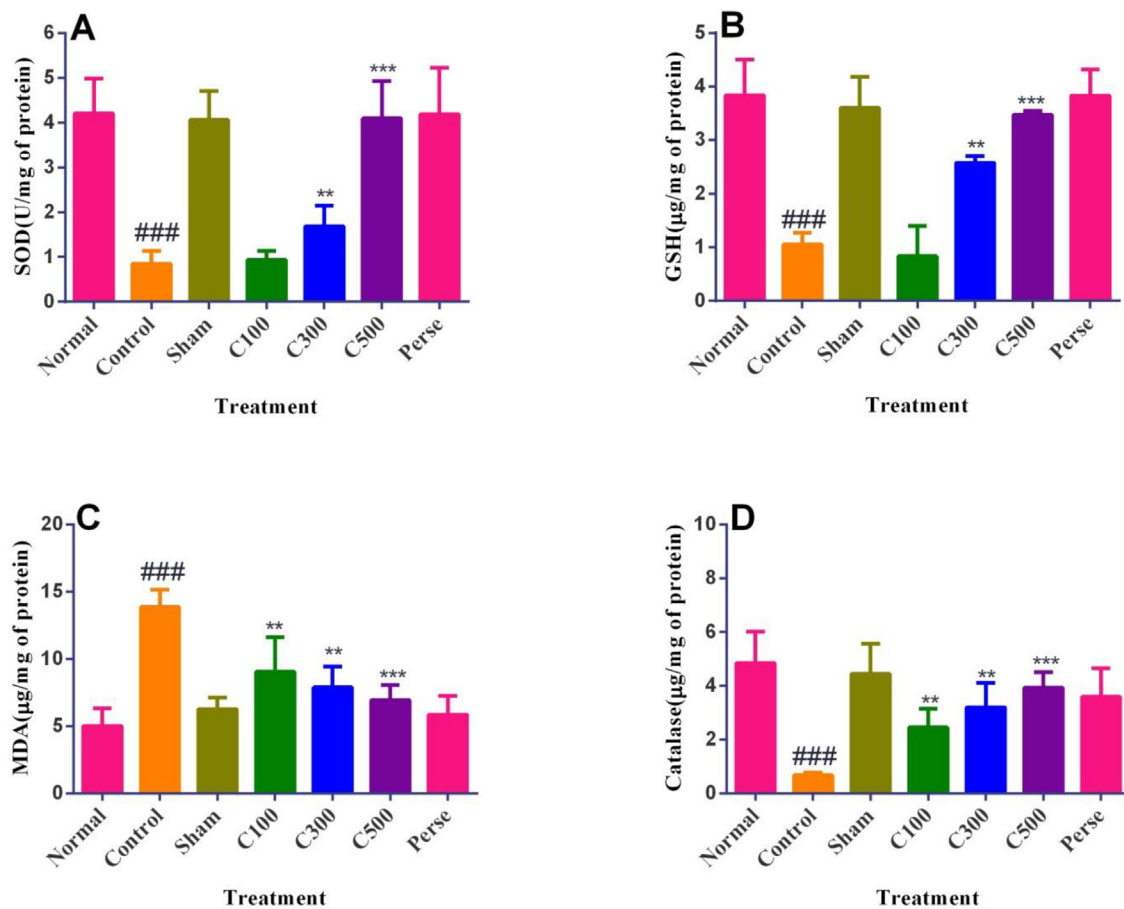 A
SOD(U/mg of protein)
6
5
4
3
2
1
0
###
**
***
Normal
Control
Sham
C100
C300
C500
Perse
Treatment
B
GSH(µg/mg of protein)
5
4
3
2
1
0
###
**
***
Normal
Control
Sham
C100
C300
C500
Perse
Treatment
C
MDA(µg/mg of protein)
20
15
10
5
0
###
**
**
***
Normal
Control
Sham
C100
C300
C500
Perse
Treatment
D
Catalase(µg/mg of protein)
10
8
6
4
2
0
###
**
**
***
Normal
Control
Sham
C100
C300
C500
Perse
Treatment